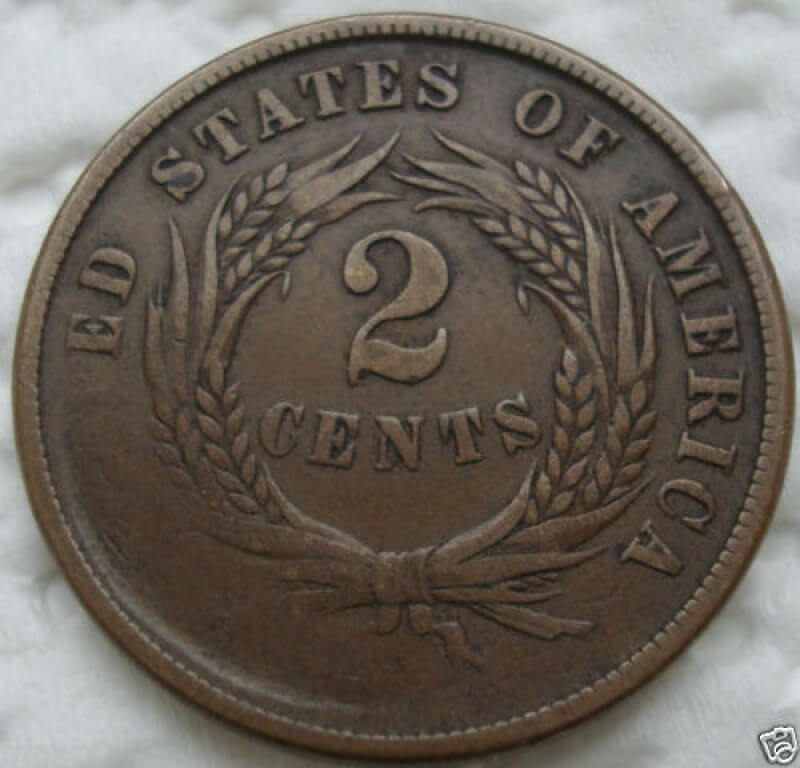 ED STATES OF AMERICA
2
CENTS